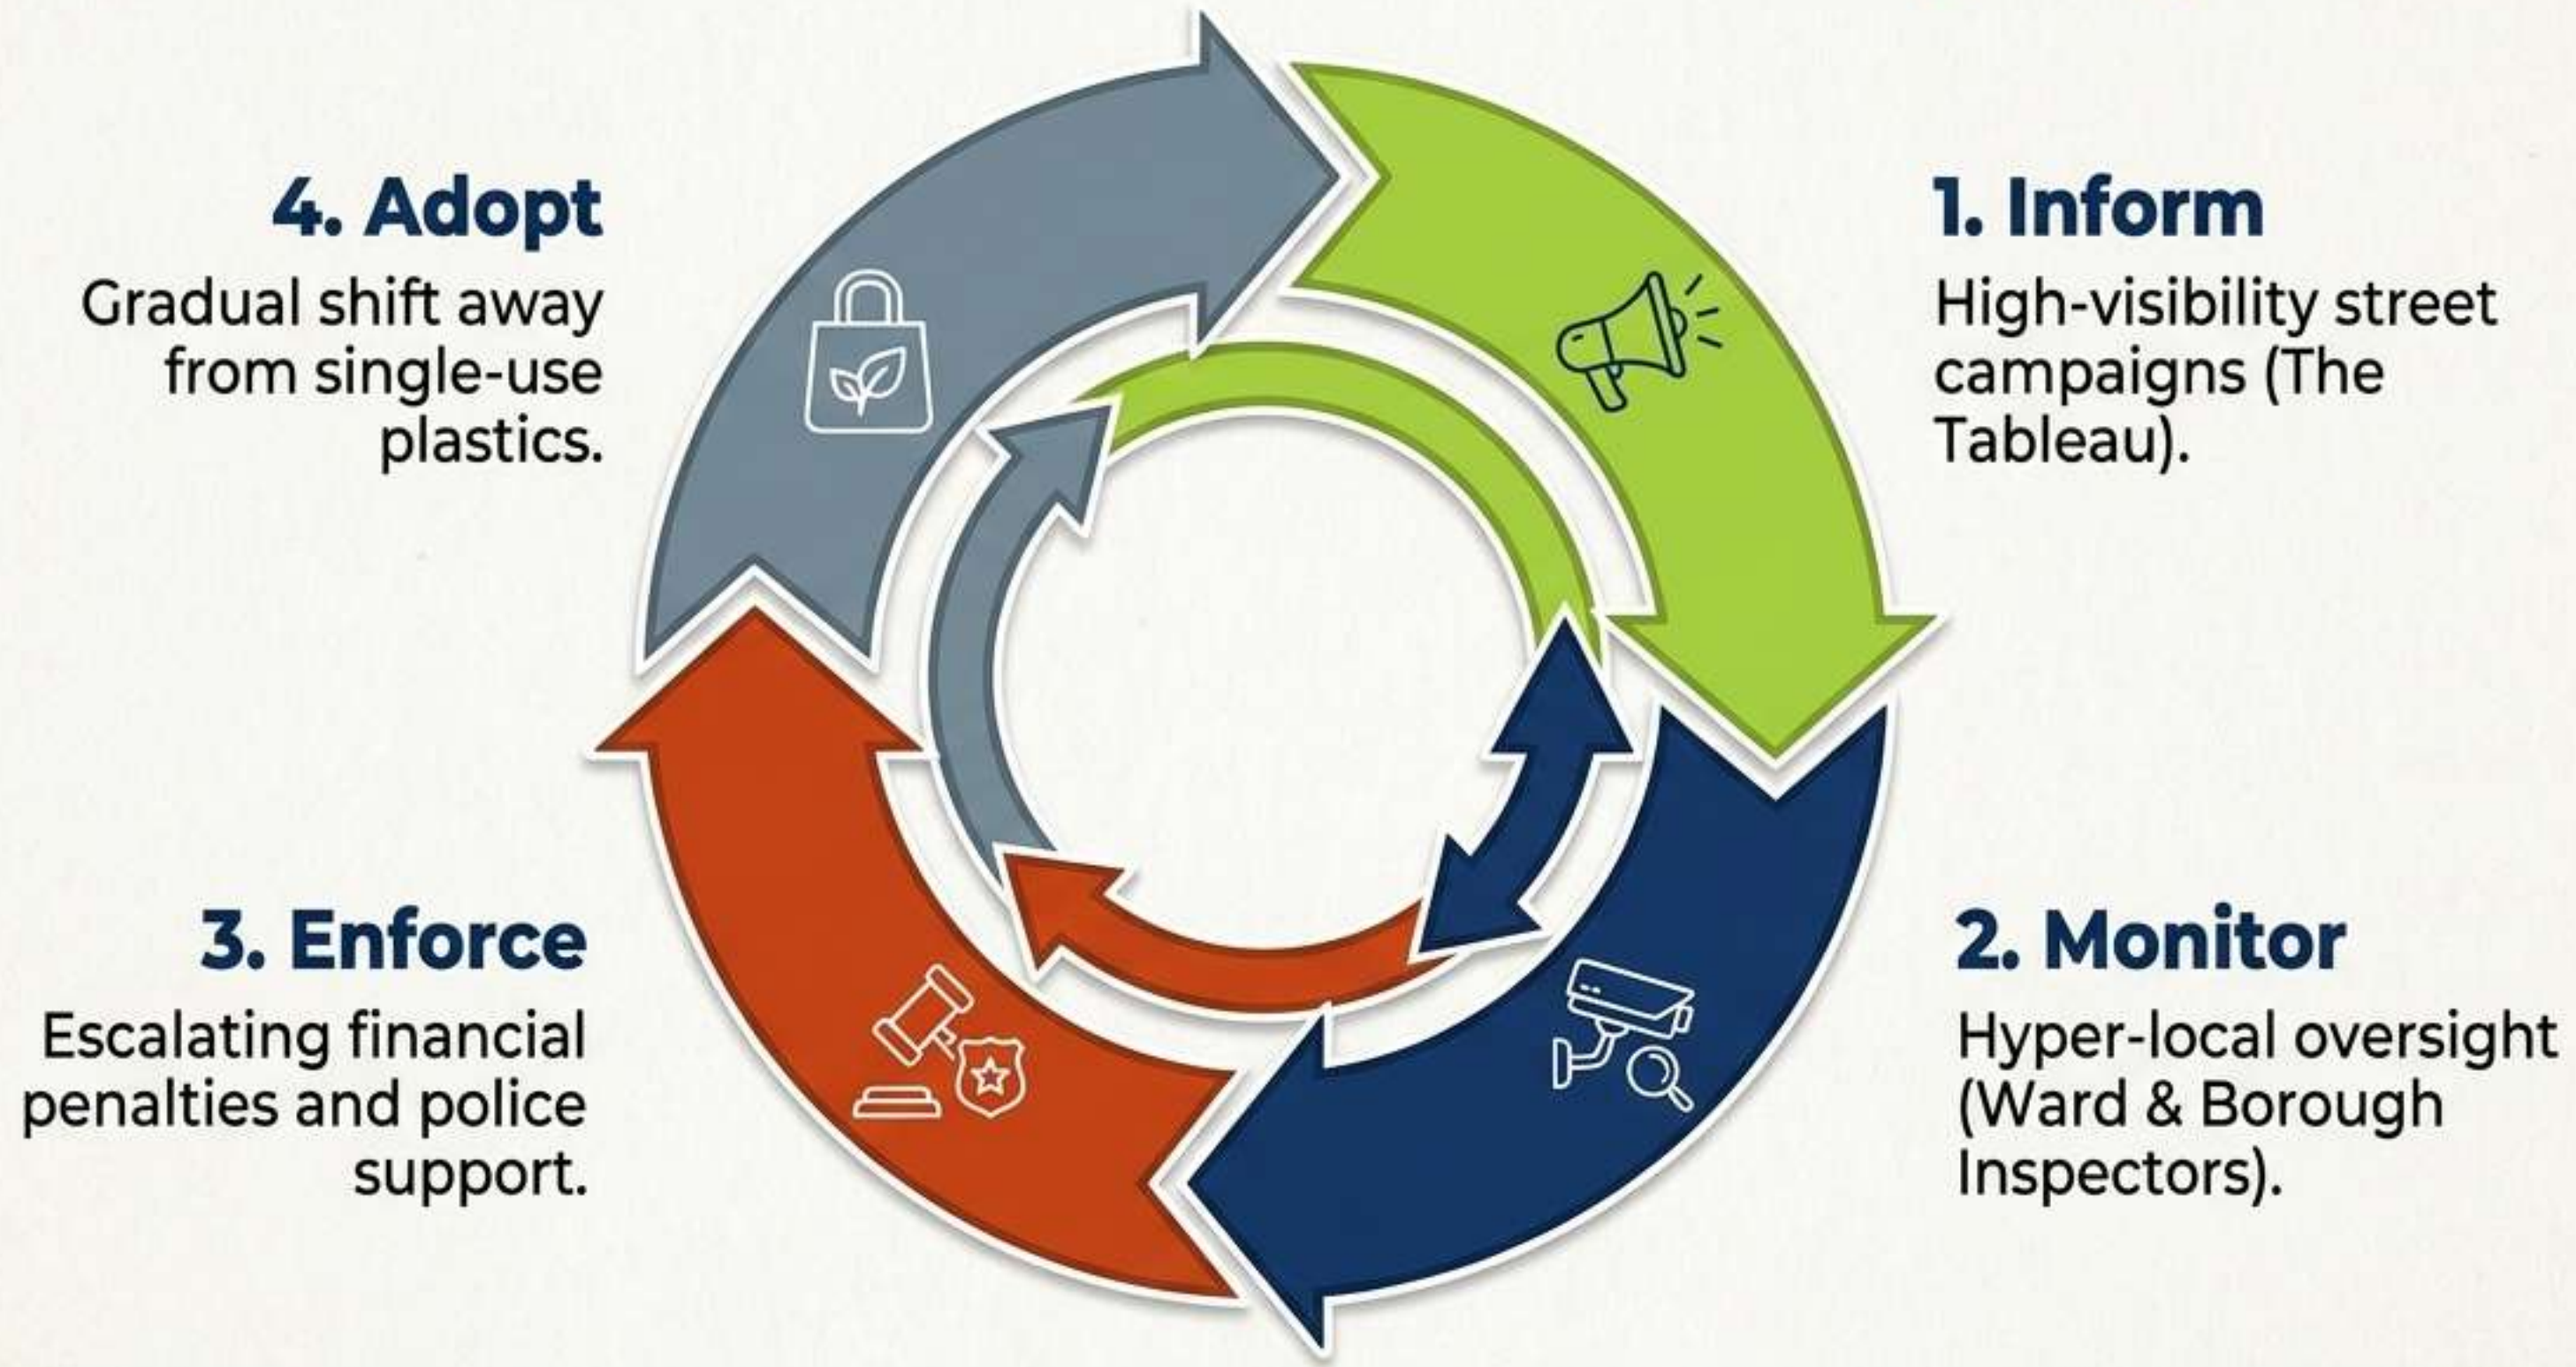 1. Inform
High-visibility street
campaigns (The
Tableau).
2. Monitor
Hyper-local oversight
(Ward & Borough
Inspectors).
3. Enforce
Escalating financial
penalties and police
support.
4. Adopt
Gradual shift away
from single-use
plastics.